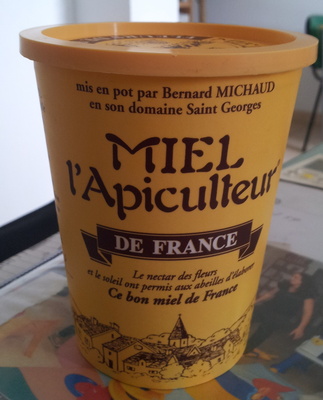 mis en pot par Bernard MICHAUD
en son domaine Saint Georges
MIEL
l'Apiculteur
DE FRANCE
Le nectar des fleurs
et le soleil ont permis aux abeilles d'élaborer
Ce bon miel de France